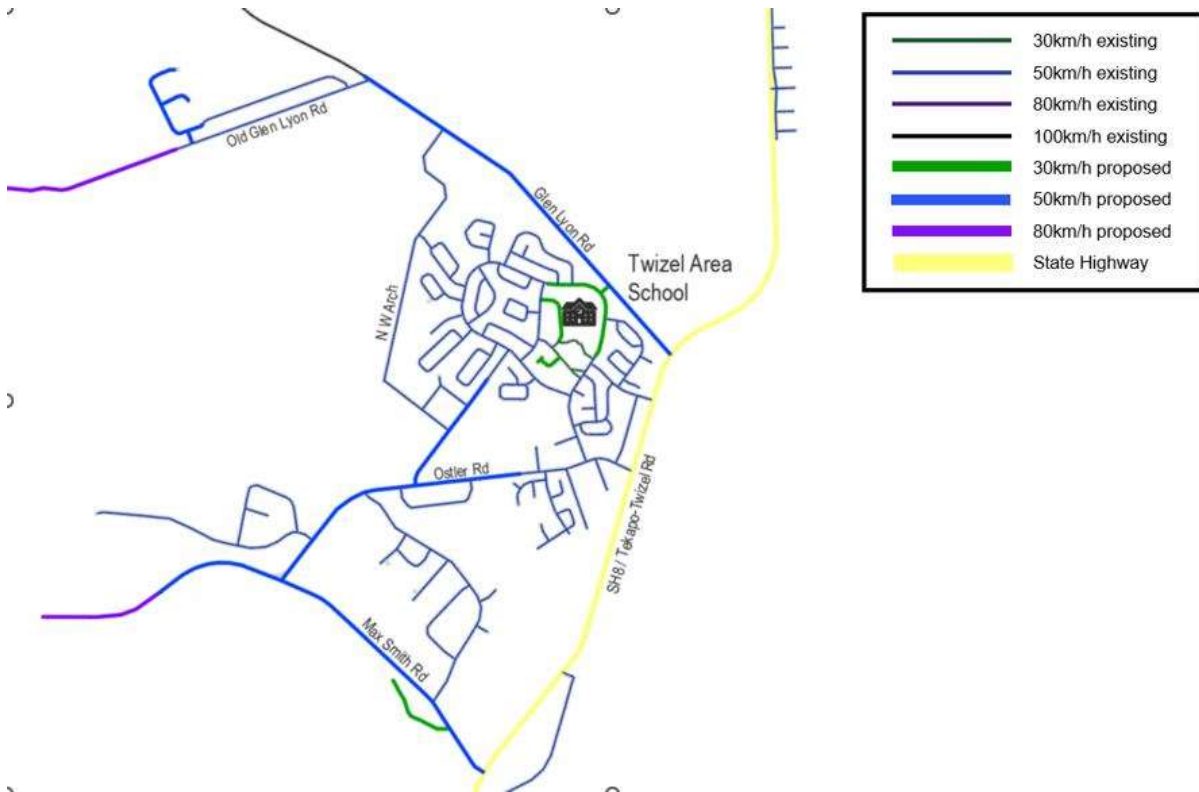 30km/h existing
50km/h existing
80km/h existing
100km/h existing
30km/h proposed
50km/h proposed
80km/h proposed
State Highway
Old Glen Lyon Rd
Glen Lyon Rd
Twizel Area
School
N W Arch
Ostler Rd
SH8 / Tekapo-Twizel Rd
Max Smith Rd